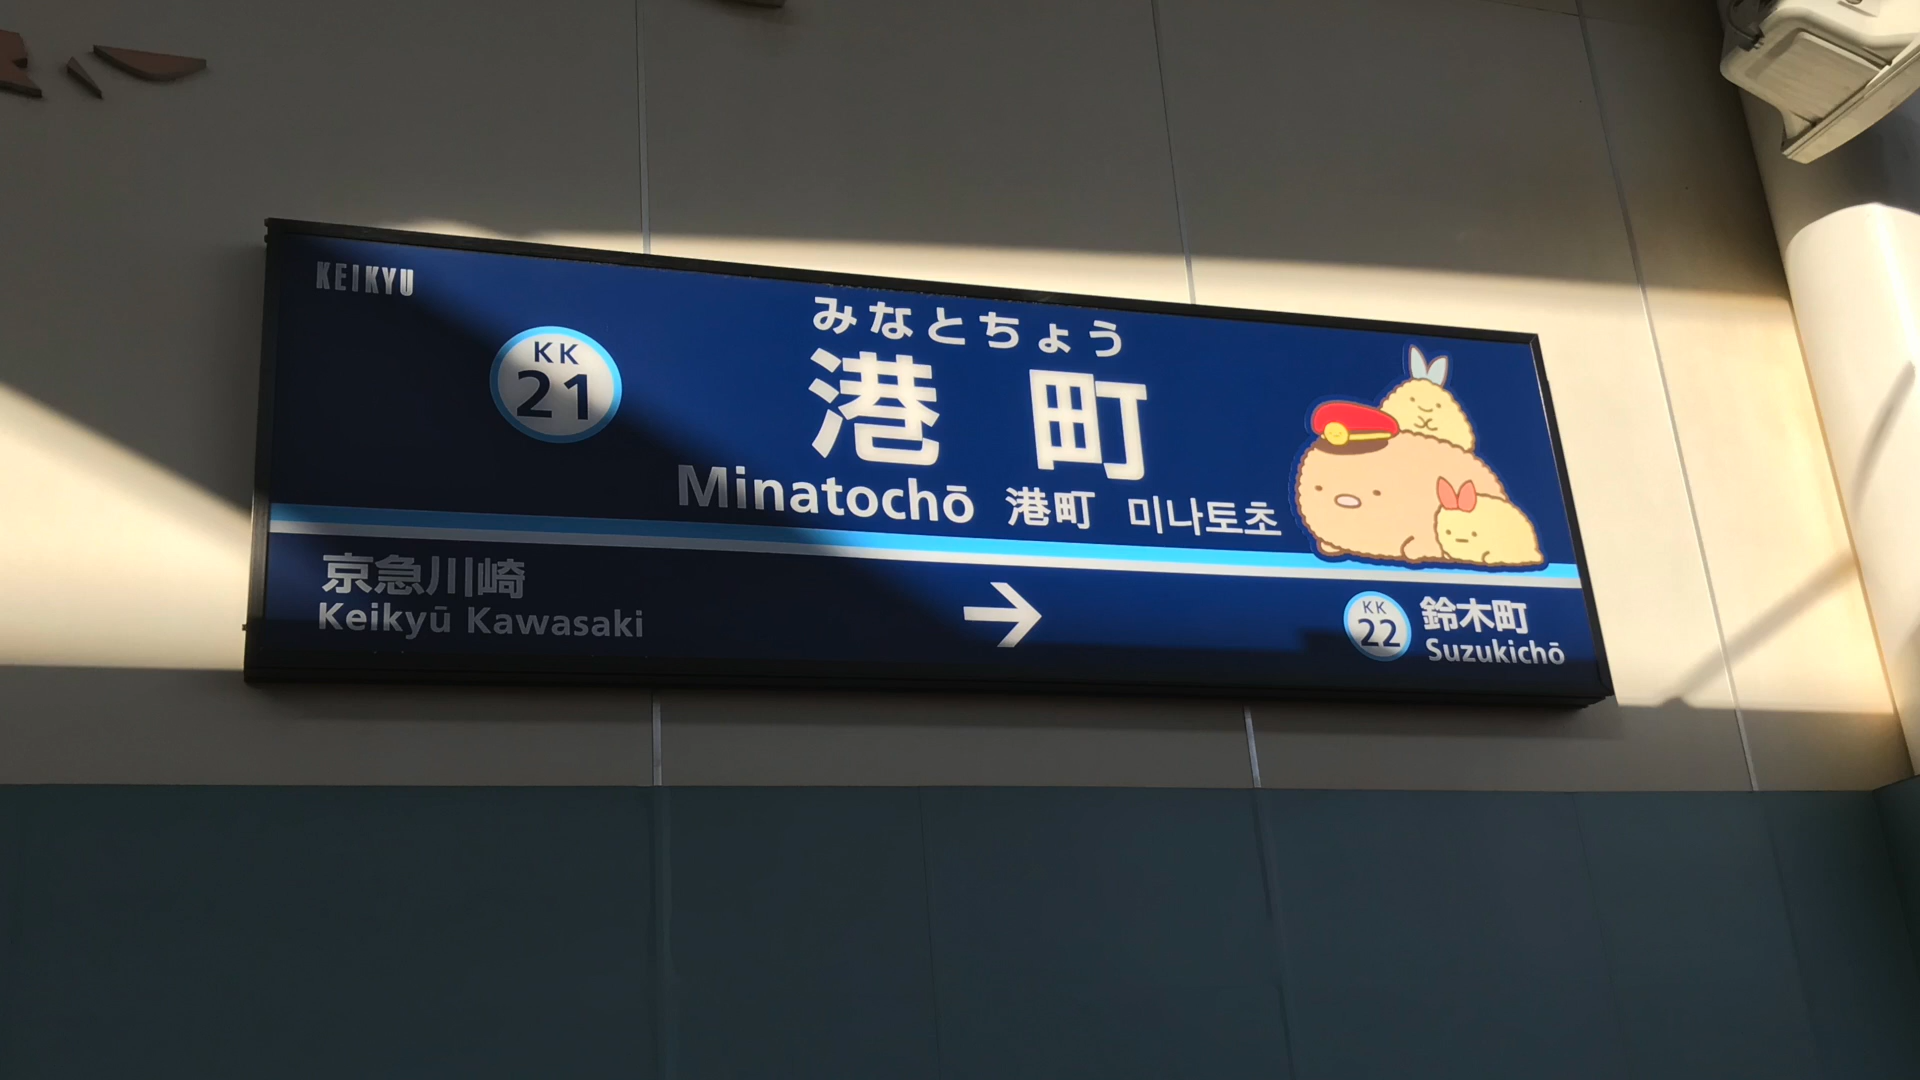 KEIKYU
みなとちょう
KK
21
港町
Minatochō 港町 미나토초
京急川崎
Keikyū Kawasaki
→
KK
22
鈴木町
Suzukichō